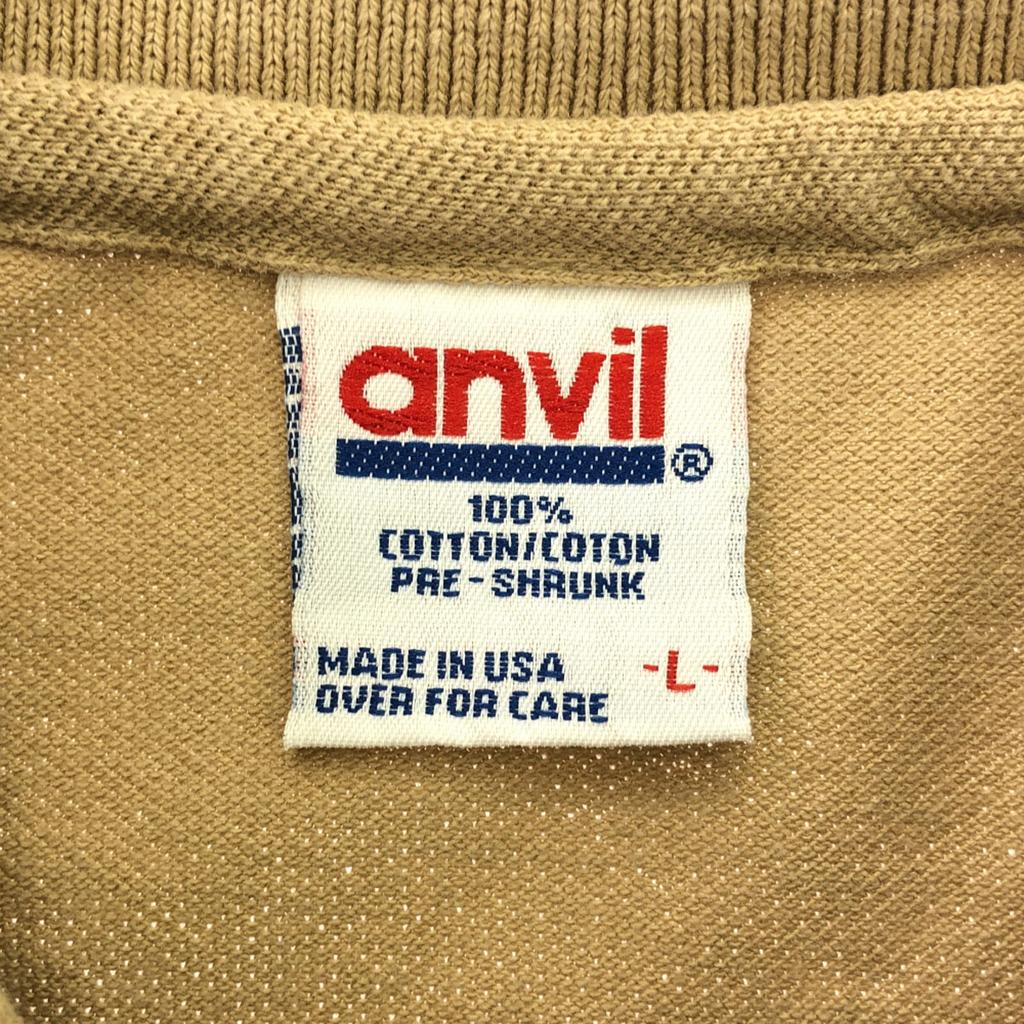 anvil
®
100%
COTTON/COTON
PRE-SHRUNK
MADE IN USA
-L-
OVER FOR CARE